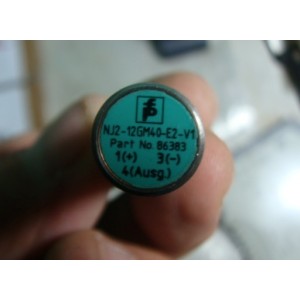 NJ2-12GM40-E2-V1
Part No. 86383
1(+) 3(-)
4(Ausg.)